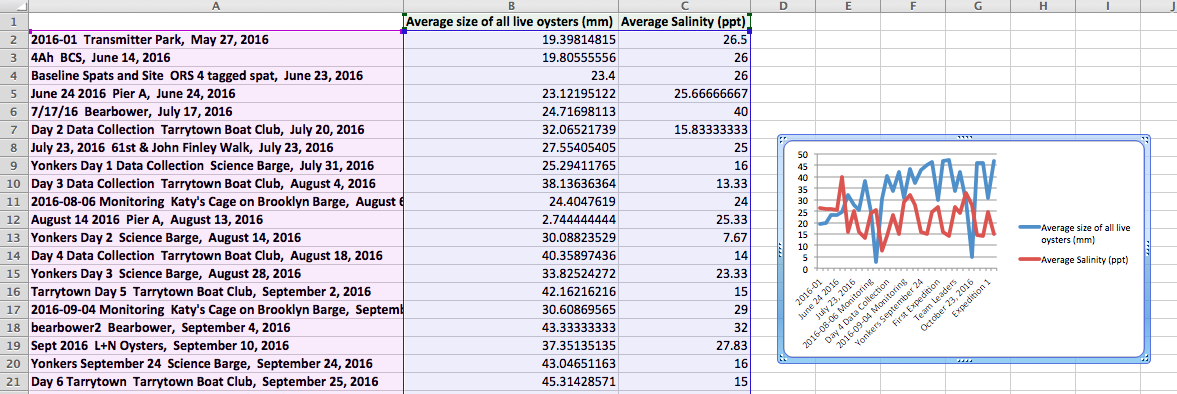 A B C D E F G H I J
1 Average size of all live oysters (mm) Average Salinity (ppt)
2 2016-01 Transmitter Park, May 27, 2016 19.39814815 26.5
3 4Ah BCS, June 14, 2016 19.80555556 26
4 Baseline Spats and Site ORS 4 tagged spat, June 23, 2016 23.4 26
5 June 24 2016 Pier A, June 24, 2016 23.12195122 25.66666667
6 7/17/16 Bearbower, July 17, 2016 24.71698113 40
7 Day 2 Data Collection Tarrytown Boat Club, July 20, 2016 32.06521739 15.83333333
8 July 23, 2016 61st & John Finley Walk, July 23, 2016 27.55405405 25
9 Yonkers Day 1 Data Collection Science Barge, July 31, 2016 25.29411765 16
10 Day 3 Data Collection Tarrytown Boat Club, August 4, 2016 38.13636364 13.33
11 2016-08-06 Monitoring Katy's Cage on Brooklyn Barge, August 6 24.4047619 24
12 August 14 2016 Pier A, August 13, 2016 2.744444444 25.33
13 Yonkers Day 2 Science Barge, August 14, 2016 30.08823529 7.67
14 Day 4 Data Collection Tarrytown Boat Club, August 18, 2016 40.35897436 14
15 Yonkers Day 3 Science Barge, August 28, 2016 33.82524272 23.33
16 Tarrytown Day 5 Tarrytown Boat Club, September 2, 2016 42.16216216 15
17 2016-09-04 Monitoring Katy's Cage on Brooklyn Barge, Septemb 30.60869565 29
18 bearbower2 Bearbower, September 4, 2016 43.33333333 32
19 Sept 2016 L+N Oysters, September 10, 2016 37.35135135 27.83
20 Yonkers September 24 Science Barge, September 24, 2016 43.04651163 16
21 Day 6 Tarrytown Tarrytown Boat Club, September 25, 2016 45.31428571 15
50
45
40
35
30
25
20
15
10
5
0
2016-01
June 24 2016
July 23, 2016
2016-08-06 Monitoring
Day 4 Data Collection
2016-09-04 Monitoring
Yonkers September 24
First Expedition
Team Leaders
October 23, 2016
Expedition 1
Average size of all live
oysters (mm)
Average Salinity (ppt)